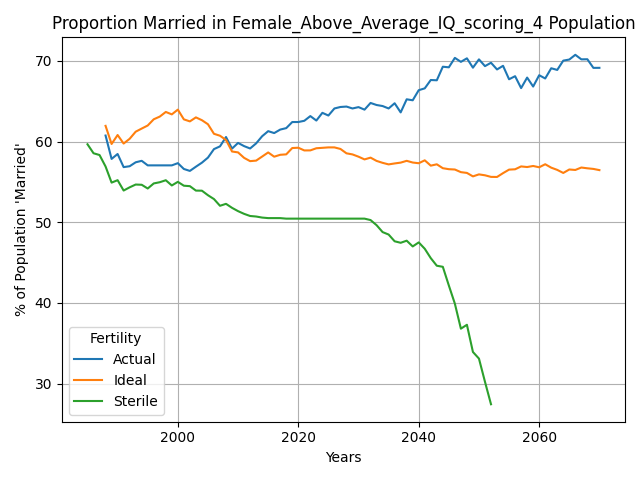 Proportion Married in Female_Above_Average_IQ_scoring_4 Population
% of Population 'Married'
70
60
50
40
30
Fertility
Actual
Ideal
Sterile
2000 2020 2040 2060
Years